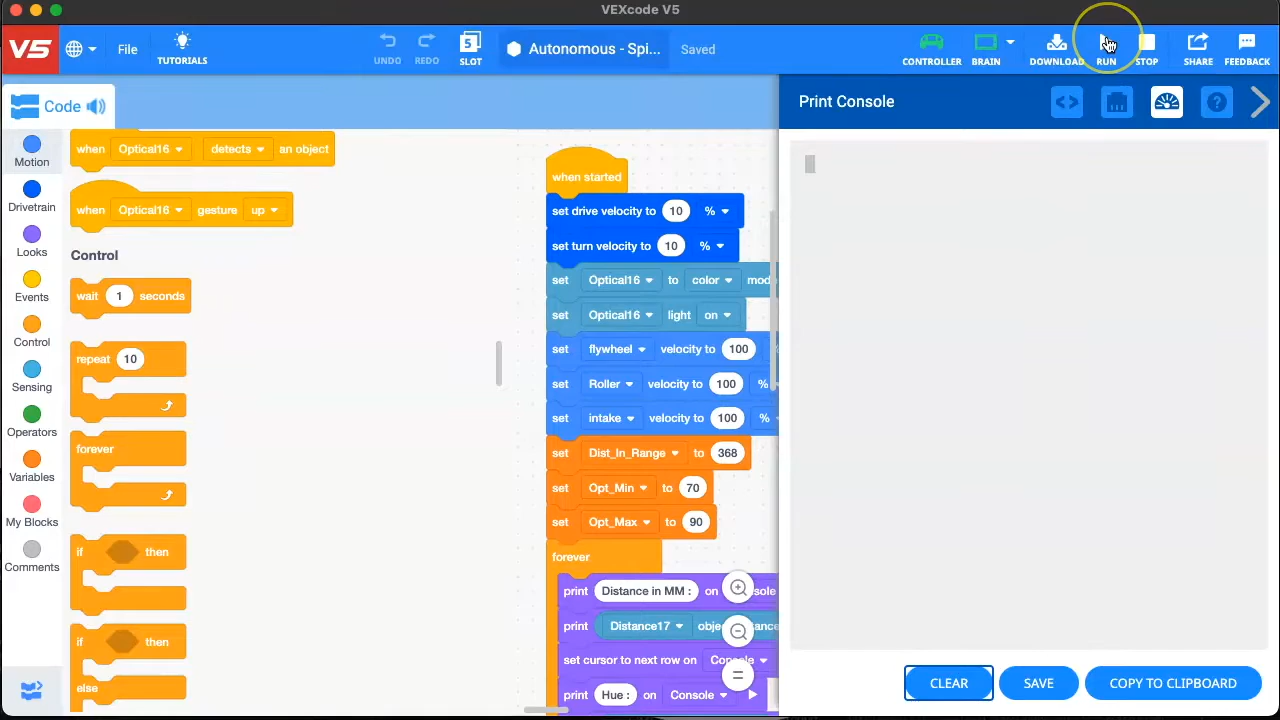 VEXcode V5
V5
File
TUTORIALS
UNDO
REDO
5
SLOT
Autonomous - Spi...
Saved
CONTROLLER
BRAIN
DOWNLOAD
RUN
STOP
SHARE
FEEDBACK
Code
Print Console
<>
?
Motion
Drivetrain
Looks
Events
Control
Sensing
Operators
Variables
My Blocks
Comments
when Optical16 detects an object
when Optical16 gesture up
Control
wait 1 seconds
repeat 10
forever
if then
if then
else
when started
set drive velocity to 10 %
set turn velocity to 10 %
set Optical16 to color
set Optical16 light on
set flywheel velocity to 100
set Roller velocity to 100 %
set intake velocity to 100 %
set Dist_In_Range to 368
set Opt_Min to 70
set Opt_Max to 90
forever
print Distance in MM : on
print Distance17
set cursor to next row on
print Hue : on Console
CLEAR
SAVE
COPY TO CLIPBOARD